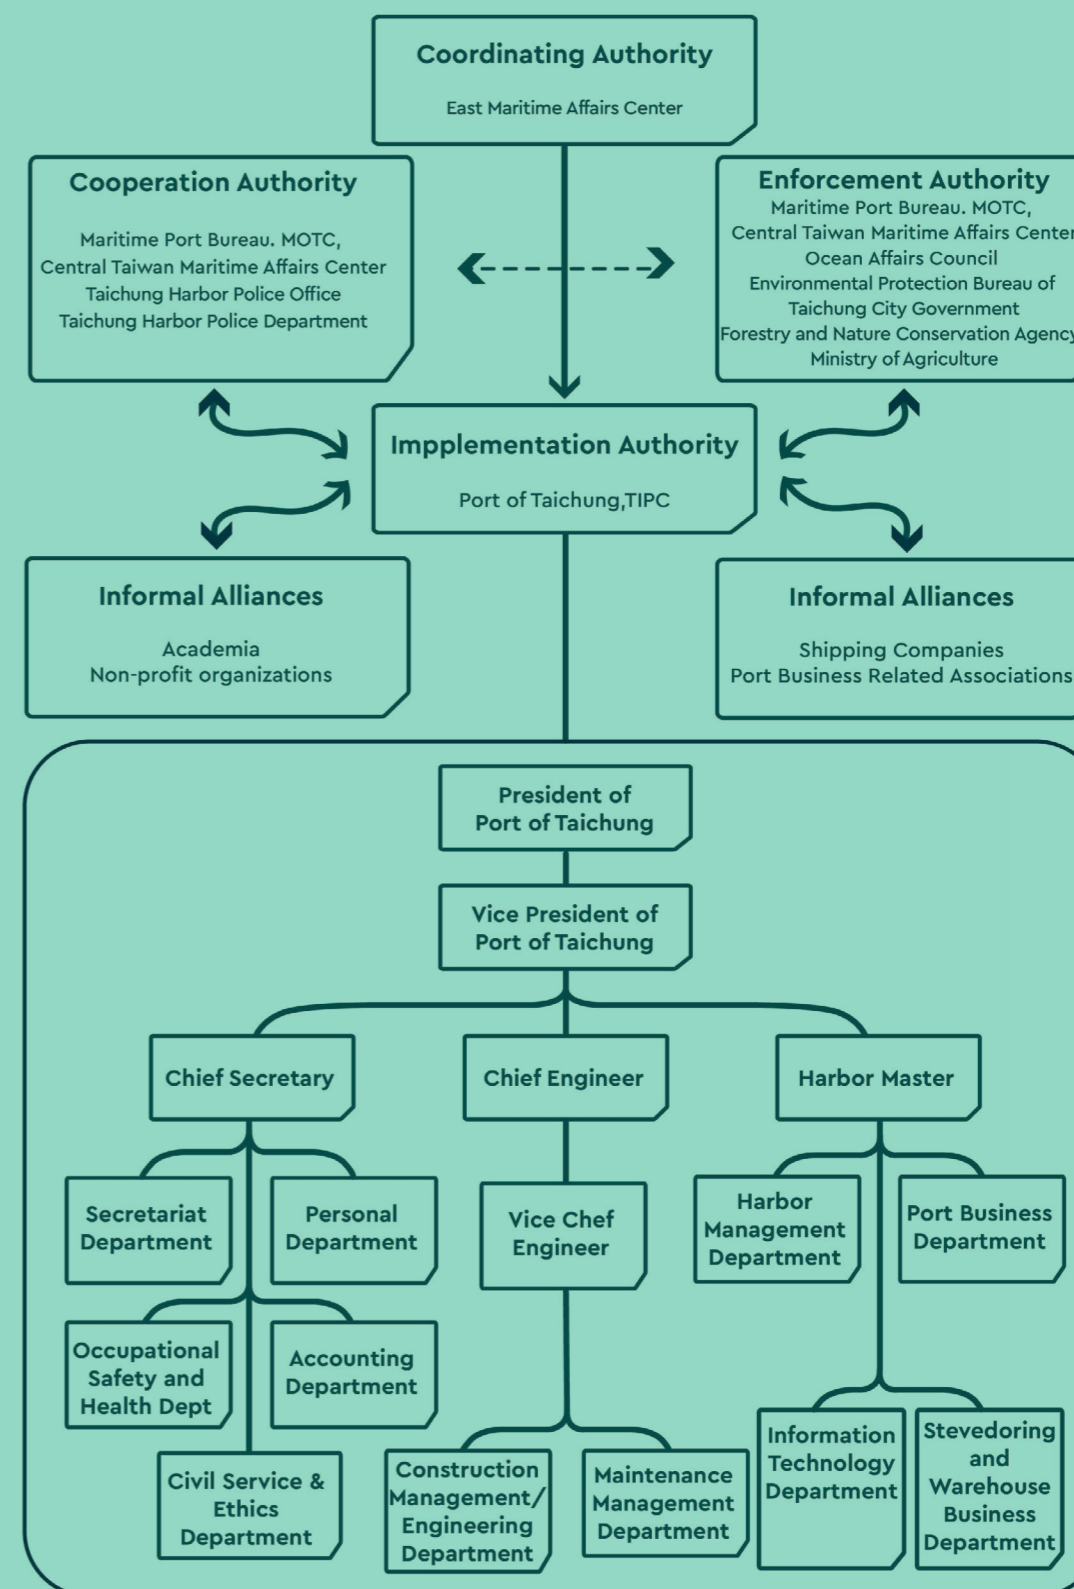 Coordinating Authority
East Maritime Affairs Center
Cooperation Authority
Maritime Port Bureau. MOTC,
Central Taiwan Maritime Affairs Center
Taichung Harbor Police Office
Taichung Harbor Police Department
Enforcement Authority
Maritime Port Bureau. MOTC,
Central Taiwan Maritime Affairs Center
Ocean Affairs Council
Environmental Protection Bureau of
Taichung City Government
Forestry and Nature Conservation Agency
Ministry of Agriculture
Impplementation Authority
Port of Taichung,TIPC
Informal Alliances
Academia
Non-profit organizations
Informal Alliances
Shipping Companies
Port Business Related Associations
President of
Port of Taichung
Vice President of
Port of Taichung
Chief Secretary
Chief Engineer
Harbor Master
Secretariat
Department
Personal
Department
Vice Chef
Engineer
Harbor
Management
Department
Port Business
Department
Occupational
Safety and
Health Dept
Accounting
Department
Civil Service &
Ethics
Department
Construction
Management/
Engineering
Department
Maintenance
Management
Department
Information
Technology
Department
Stevedoring
and
Warehouse
Business
Department